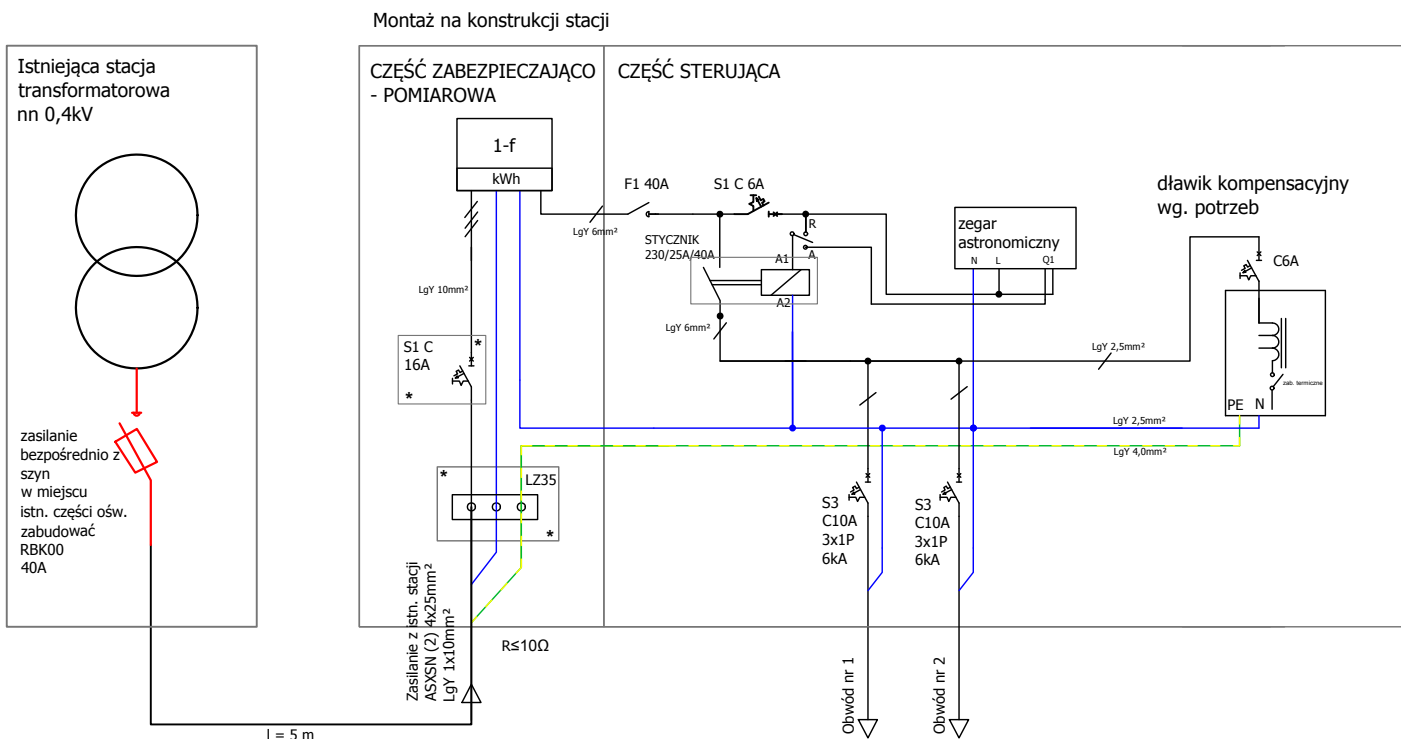 Montaż na konstrukcji stacji
Istniejąca stacja
transformatorowa
nn 0,4kV
CZĘŚĆ ZABEZPIECZAJĄCO
- POMIAROWA
CZĘŚĆ STERUJĄCA
1-f
kWh
F1 40A
S1 C 6A
dławik kompensacyjny
wg. potrzeb
LgY 6mm²
R
A
STYCZNIK
230/25A/40A
A1
A2
zegar
astronomiczny
N L Q1
C6A
LgY 10mm²
LgY 6mm²
LgY 2,5mm²
S1 C
16A
*
*
zab. termiczne
PE N
LgY 2,5mm²
LgY 4,0mm²
zasilanie
bezpośrednio z
szyn
w miejscu
istn. części ośw.
zabudować
RBK00
40A
*
LZ35
*
S3
C10A
3x1P
6kA
S3
C10A
3x1P
6kA
Zasilanie z istn. stacji
ASXSN (2) 4x25mm²
LgY 1x10mm²
R≤10Ω
Obwód nr 1
Obwód nr 2
l = 5 m